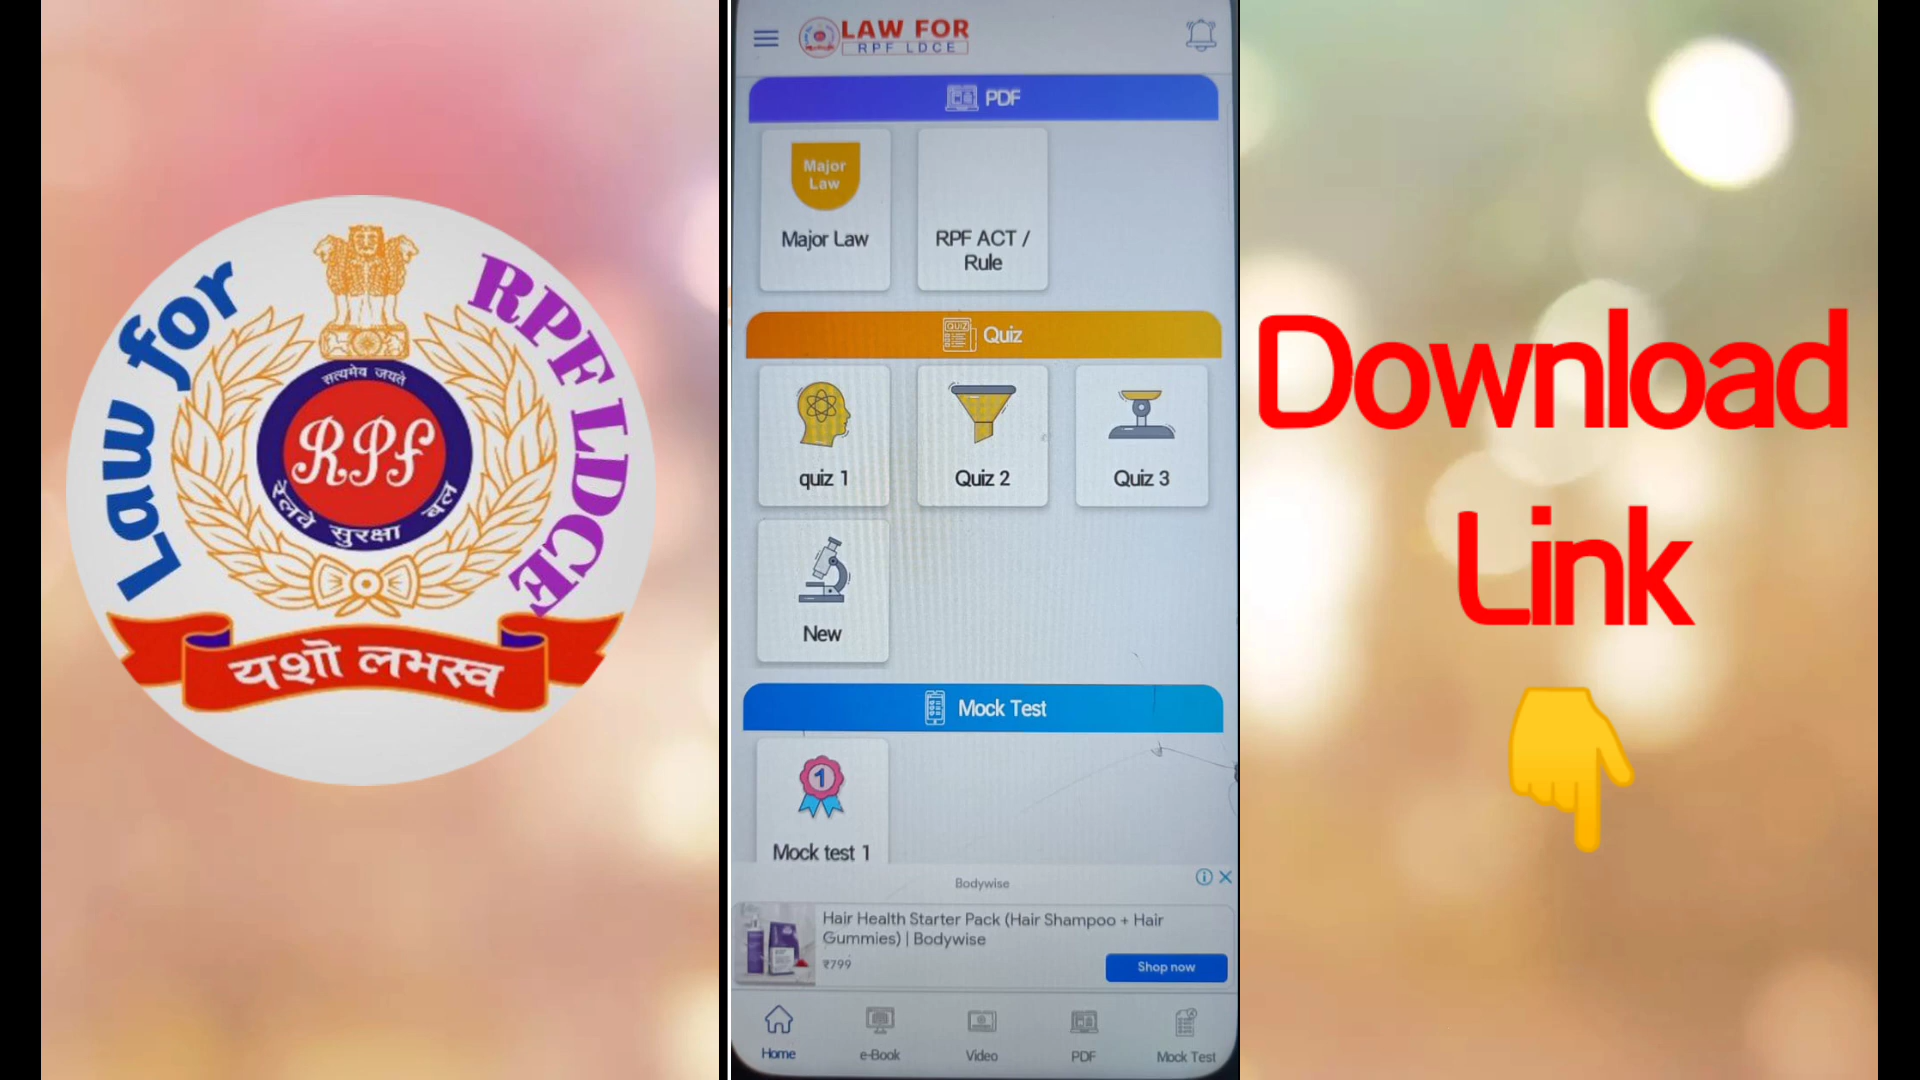 Law for
RPF LDCE
सत्यमेव जयते
RPF
रेलवे सुरक्षा बल
यशो लभस्व
LAW FOR
RPF LDCE
PDF
Major
Law
Major Law
RPF ACT /
Rule
QUIZ
Quiz
quiz 1
Quiz 2
Quiz 3
New
Mock Test
1
Mock test 1
Bodywise
Hair Health Starter Pack (Hair Shampoo + Hair
Gummies) | Bodywise
₹799
Shop now
Home
e-Book
Video
PDF
Mock Test
Download
Link